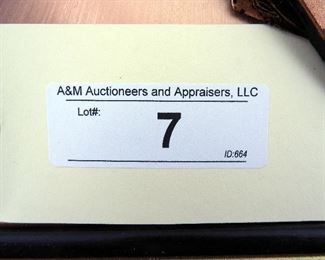 A&M Auctioneers and Appraisers, LLC
Lot#:
7
ID:664